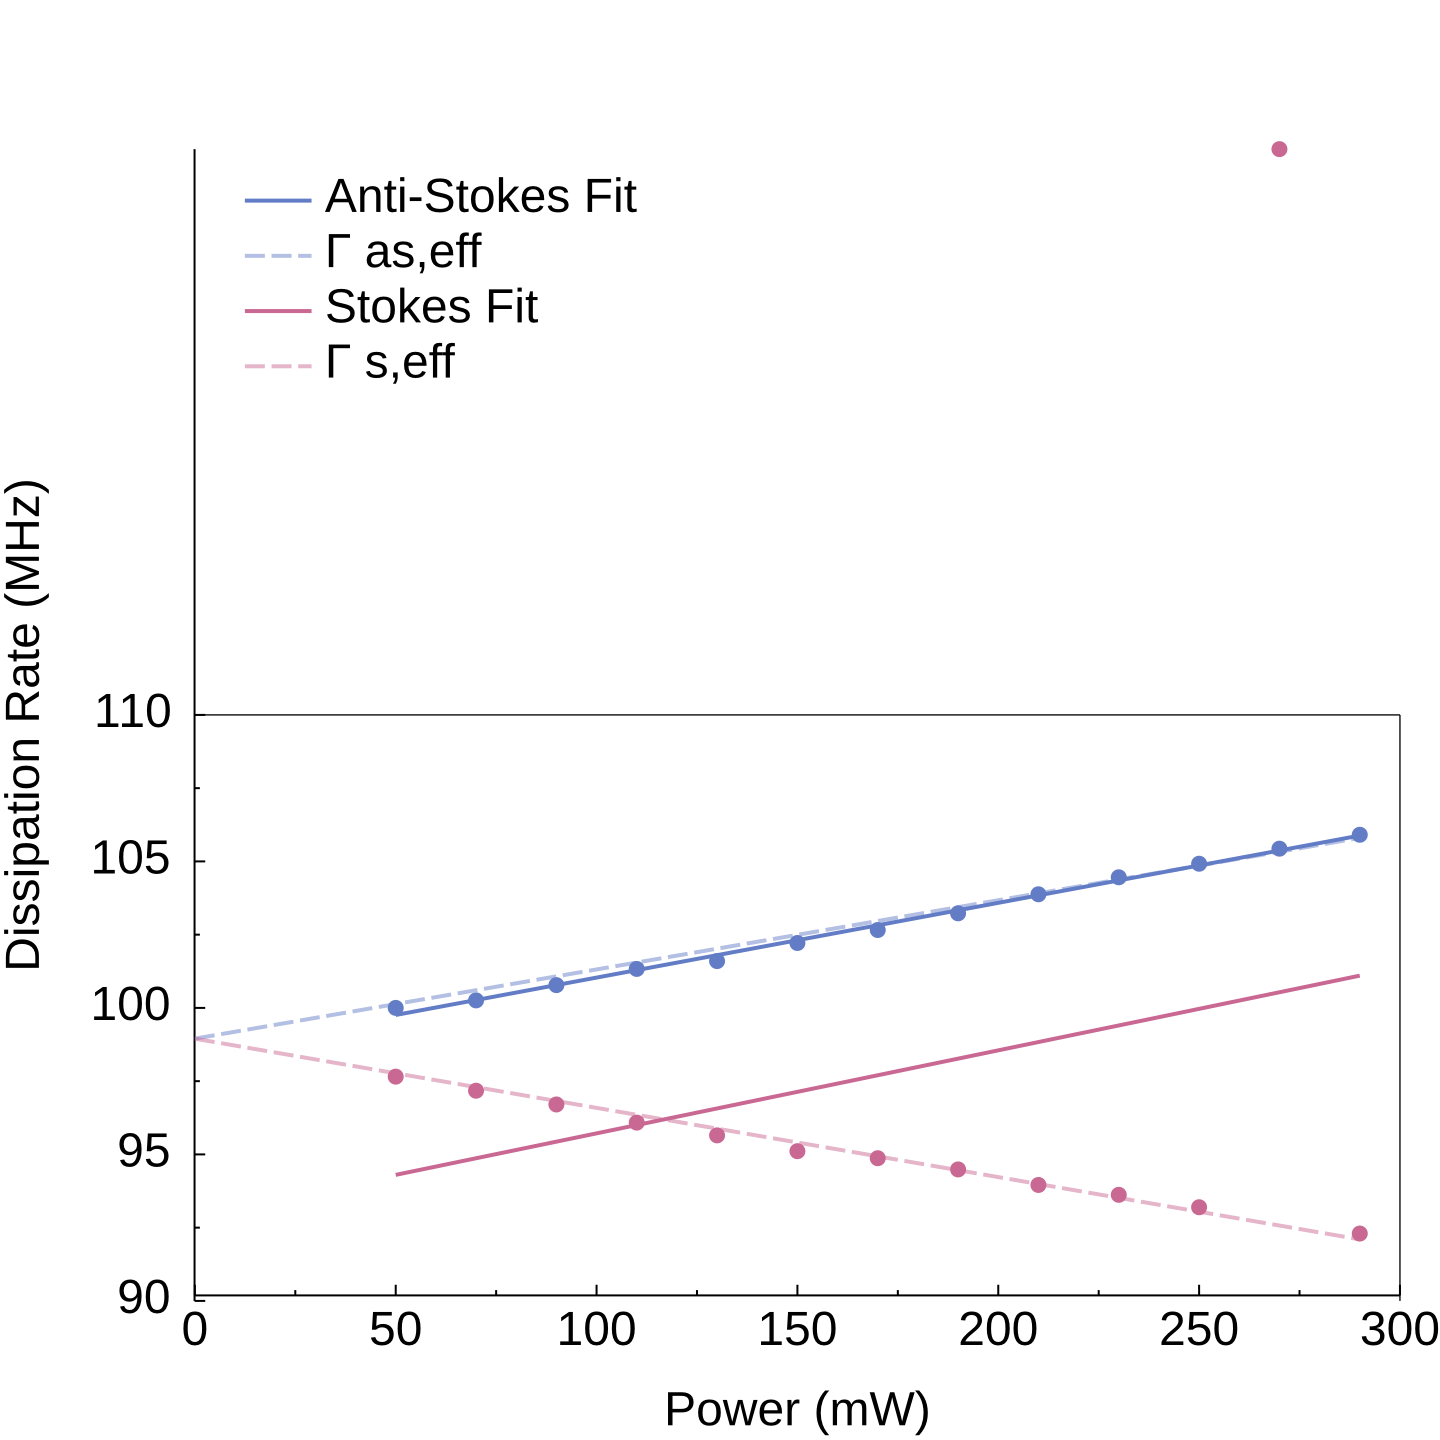 Anti-Stokes Fit
Γ as,eff
Stokes Fit
Γ s,eff
Dissipation Rate (MHz)
110
105
100
95
90
0 50 100 150 200 250 300
Power (mW)